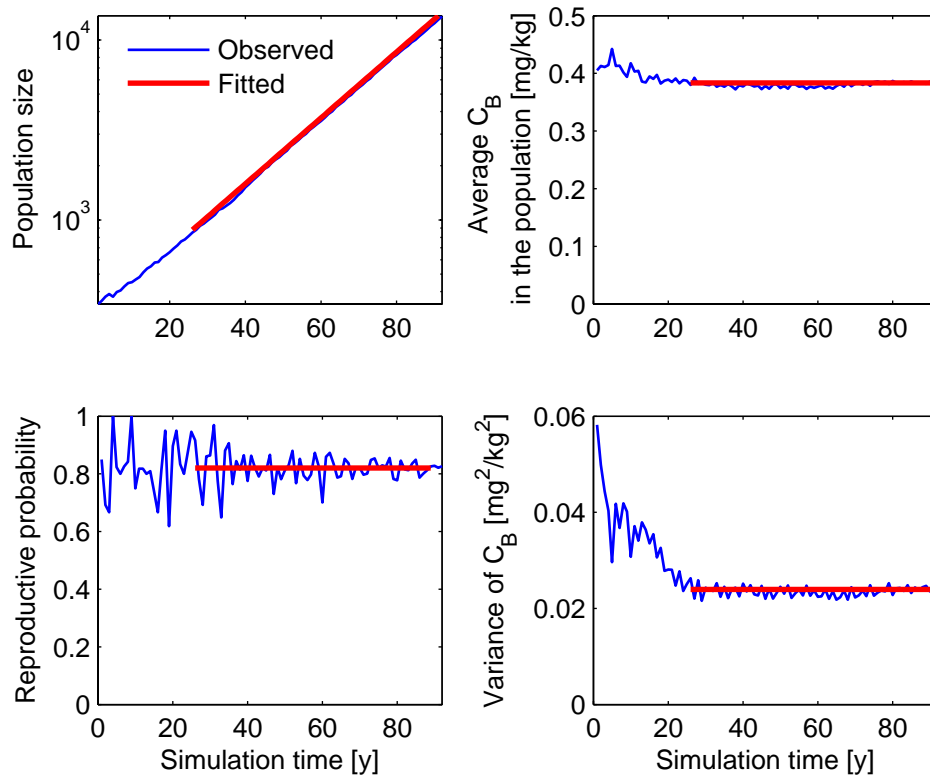 Population size
10^4
10^3
Observed
Fitted
20 40 60 80
Average C_B
in the population [mg/kg]
0.5
0.4
0.3
0.2
0.1
0
0 20 40 60 80
Reproductive probability
1
0.8
0.6
0.4
0.2
0
0 20 40 60 80
Simulation time [y]
Variance of C_B [mg^2/kg^2]
0.06
0.04
0.02
0
0 20 40 60 80
Simulation time [y]